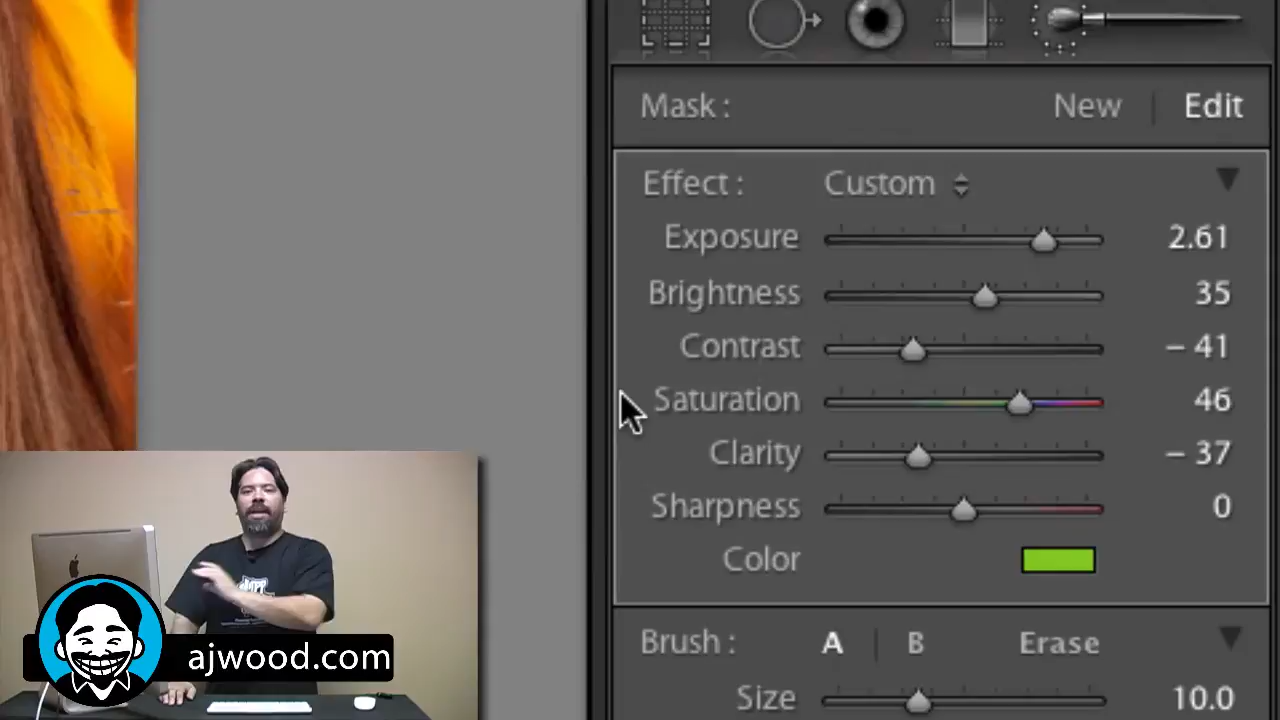 Mask : New | Edit
Effect : Custom
Exposure 2.61
Brightness 35
Contrast – 41
Saturation 46
Clarity – 37
Sharpness 0
Color
Brush : A | B Erase
Size 10.0
ajwood.com